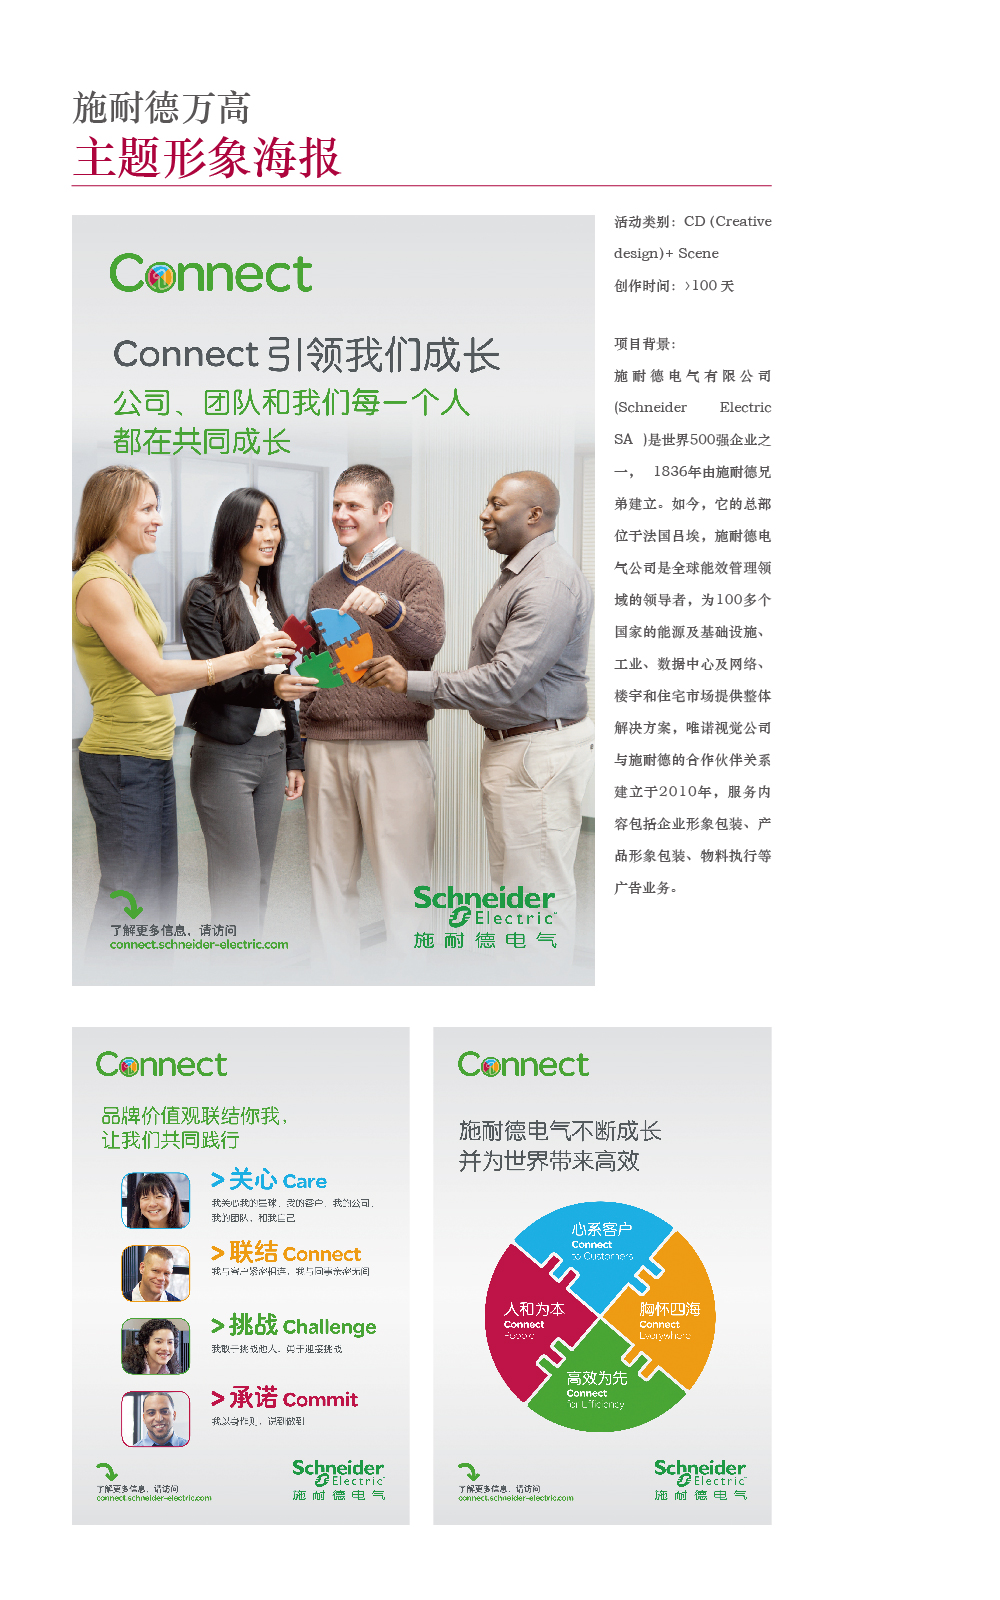 施耐德万高
主题形象海报
Connect
Connect 引领我们成长
公司、团队和我们每一个人
都在共同成长
了解更多信息，请访问
connect.schneider-electric.com
Schneider
Electric
施耐德电气
活动类别：CD (Creative
design)+ Scene
创作时间：>100 天
项目背景：
施耐德电气有限公司
(Schneider Electric
SA )是世界500强企业之
一， 1836年由施耐德兄
弟建立。如今，它的总部
位于法国吕埃，施耐德电
气公司是全球能效管理领
域的领导者，为100多个
国家的能源及基础设施、
工业、数据中心及网络、
楼宇和住宅市场提供整体
解决方案，唯诺视觉公司
与施耐德的合作伙伴关系
建立于2010年，服务内
容包括企业形象包装、产
品形象包装、物料执行等
广告业务。
Connect
品牌价值观联结你我，
让我们共同践行
> 关心 Care
我关心我的星球、我的客户、我的公司、
我的团队、和我自己
> 联结 Connect
我与客户紧密相连，我与同事亲密无间
> 挑战 Challenge
我敢于挑战他人、勇于迎接挑战
> 承诺 Commit
我以身作则，说到做到
了解更多信息，请访问
connect.schneider-electric.com
Schneider
Electric
施耐德电气
Connect
施耐德电气不断成长
并为世界带来高效
心系客户
Connect
to Customers
人和为本
Connect
People
胸怀四海
Connect
Everywhere
高效为先
Connect
for Efficiency
了解更多信息，请访问
connect.schneider-electric.com
Schneider
Electric
施耐德电气